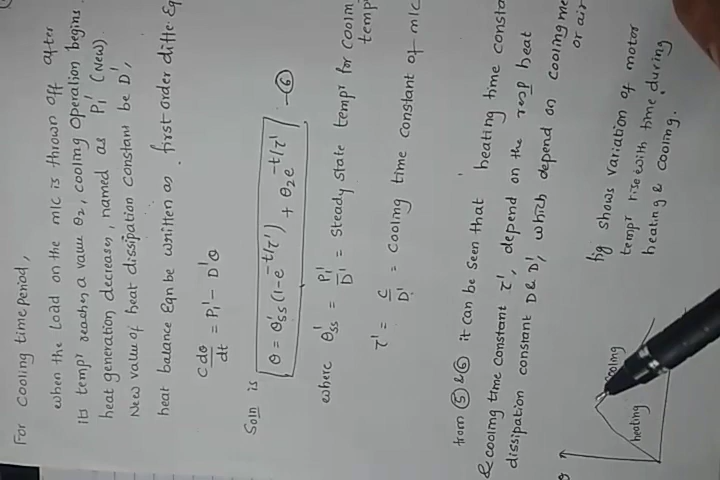 For Cooling time period,
when the Load on the m/c is thrown off after
its temp^r reaches a value θ2, cooling Operation begins.
heat generation decreases, named as P1' (New).
New value of heat dissipation Constant be D',
heat balance Eqn be written as, first order diffe. Eq
C dθ/dt = P1' - D'θ
Soln is
θ = θ'ss (1-e^-t/τ') + θ2 e^-t/τ' —⑥
where θ'ss = P1'/D' = Steady State temp^r for Coolin
temp^r
τ' = C/D' = Cooling time constant of m/c
from ⑤ & ⑥ it can be seen that heating time consta
& cooling time constant τ', depend on the resp heat
dissipation constant D & D', which depend on cooling me
or air
fig shows variation of motor
temp^r rise with time during
heating & cooling.
cooling
heating
θ